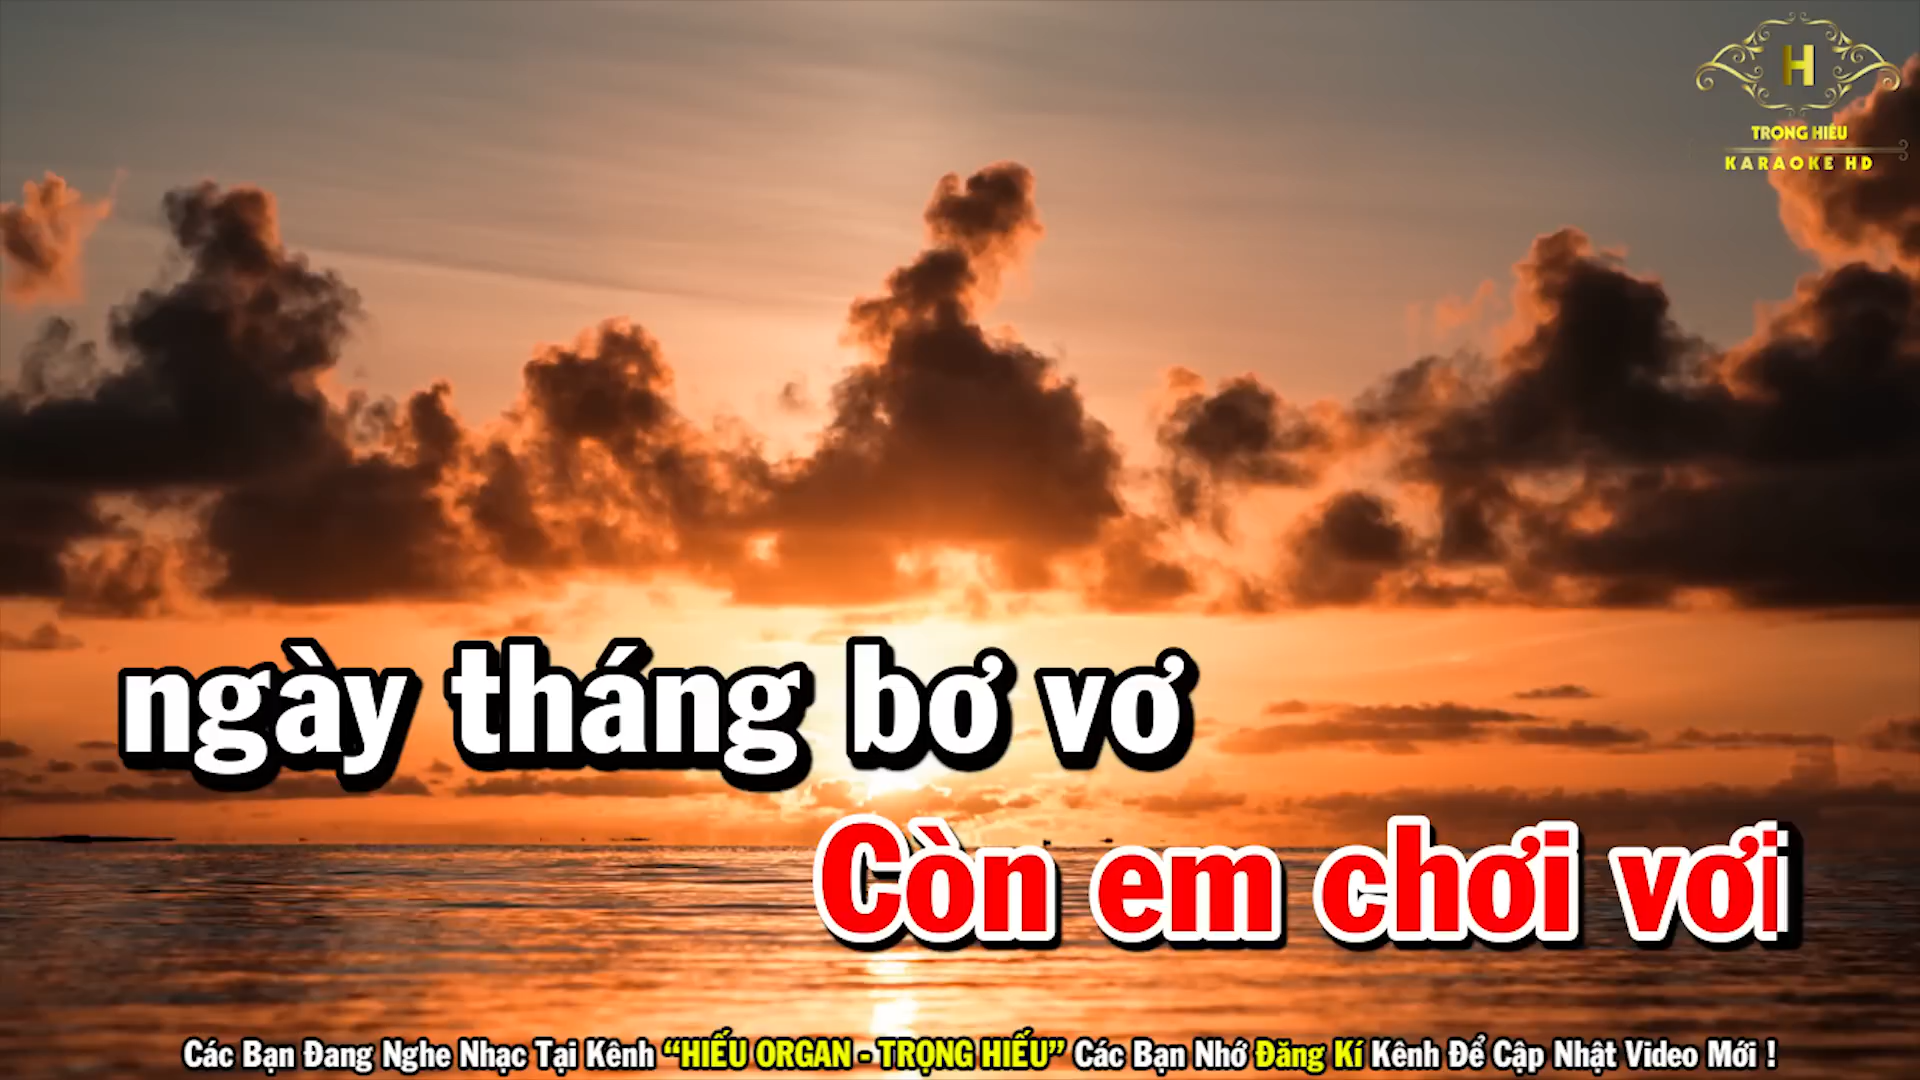 H
TRỌNG HIẾU
KARAOKE HD
ngày tháng bơ vơ
Còn em chơi vơi
Các Bạn Đang Nghe Nhạc Tại Kênh “HIẾU ORGAN - TRỌNG HIẾU” Các Bạn Nhớ Đăng Kí Kênh Để Cập Nhật Video Mới !